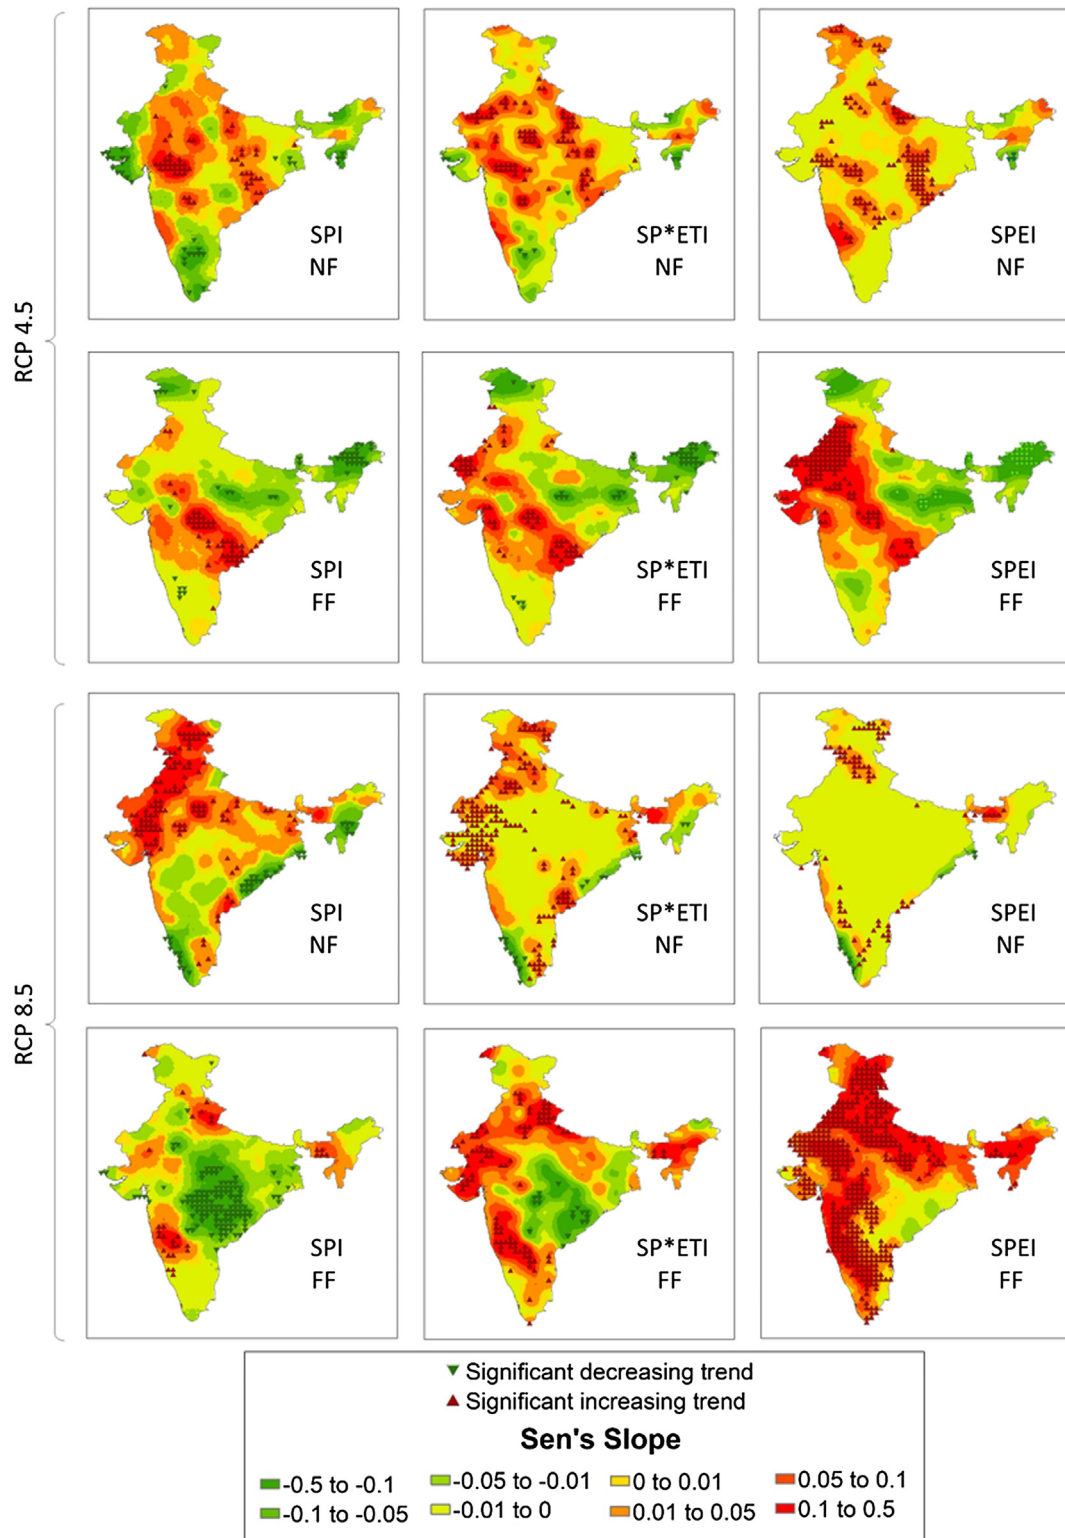 RCP 4.5
SPI
NF
SP*ETI
NF
SPEI
NF
SPI
FF
SP*ETI
FF
SPEI
FF
RCP 8.5
SPI
NF
SP*ETI
NF
SPEI
NF
SPI
FF
SP*ETI
FF
SPEI
FF
Significant decreasing trend
Significant increasing trend
Sen's Slope
-0.5 to -0.1 -0.05 to -0.01 0 to 0.01 0.05 to 0.1
-0.1 to -0.05 -0.01 to 0 0.01 to 0.05 0.1 to 0.5